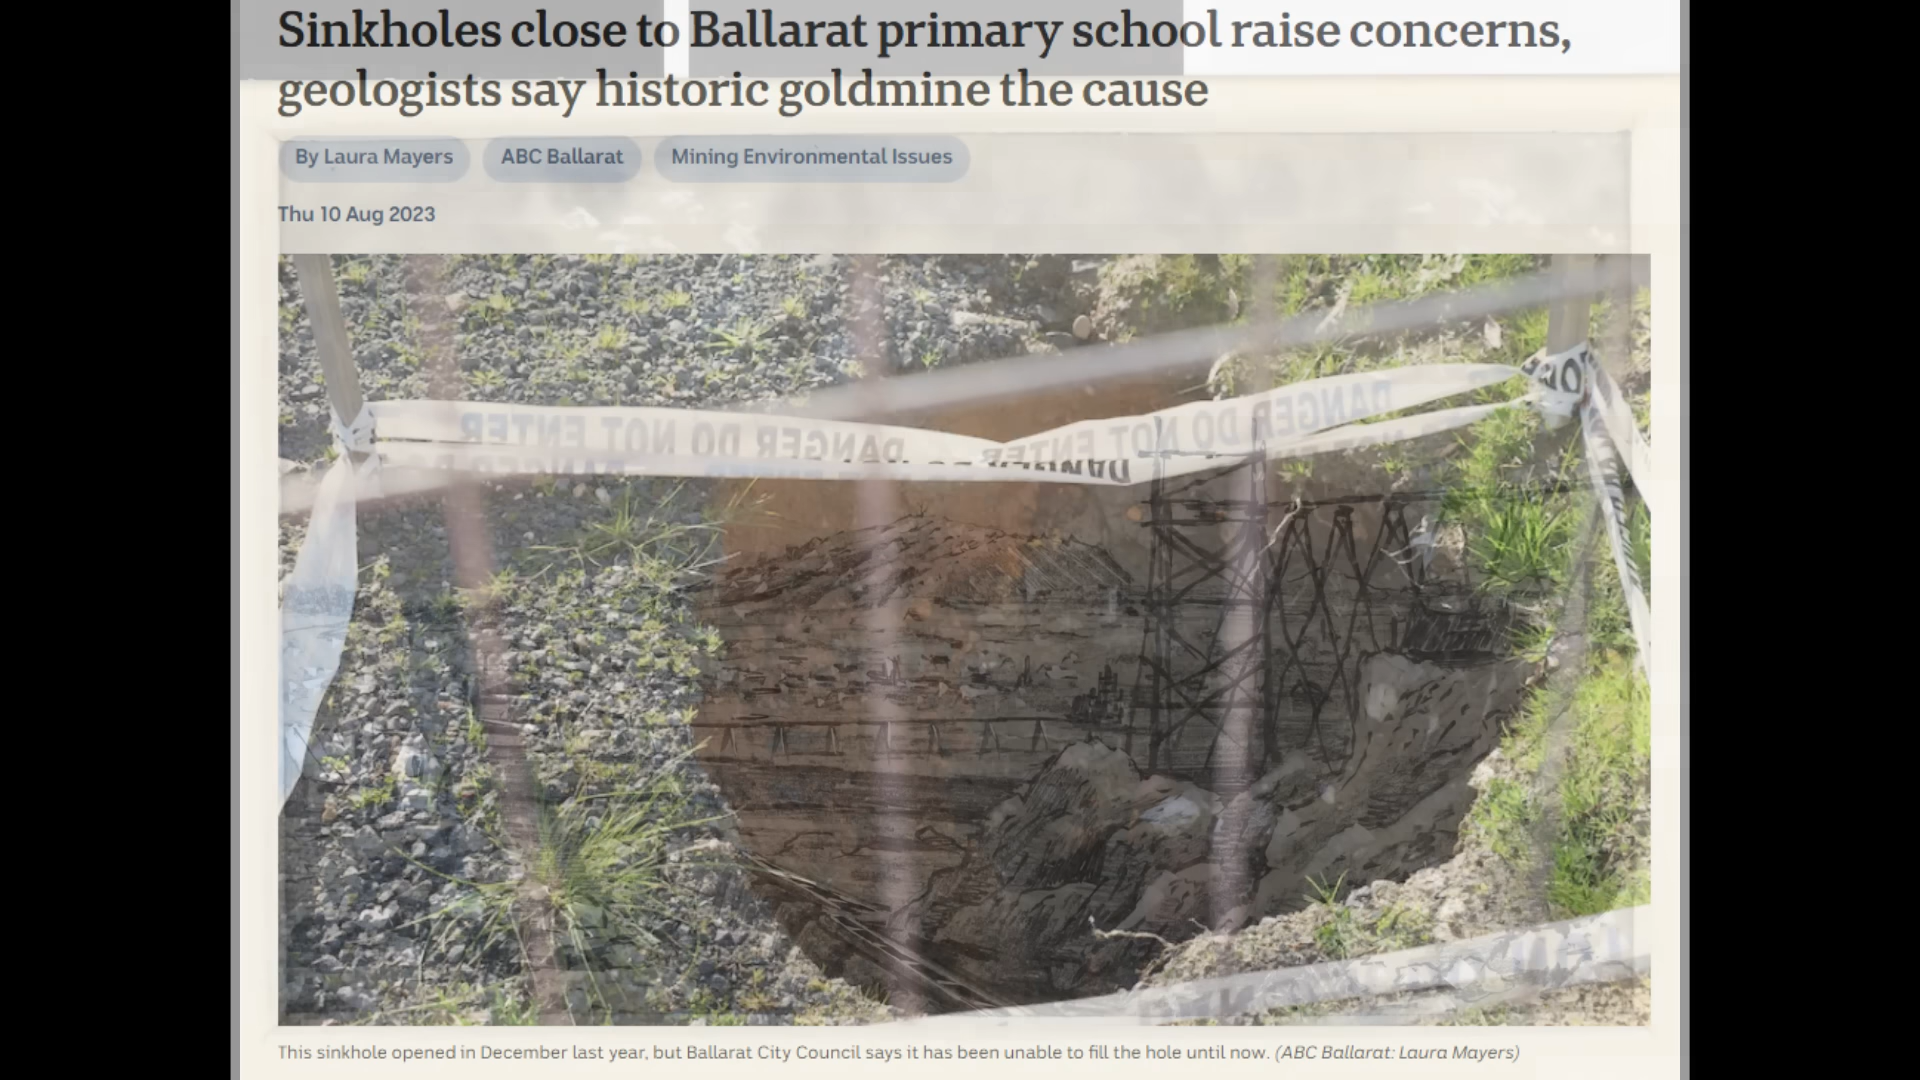 Sinkholes close to Ballarat primary school raise concerns,
geologists say historic goldmine the cause
By Laura Mayers
ABC Ballarat
Mining Environmental Issues
Thu 10 Aug 2023
DANGER DO NOT ENTER
DANGER DO NOT ENTER
DANGER
This sinkhole opened in December last year, but Ballarat City Council says it has been unable to fill the hole until now. (ABC Ballarat: Laura Mayers)